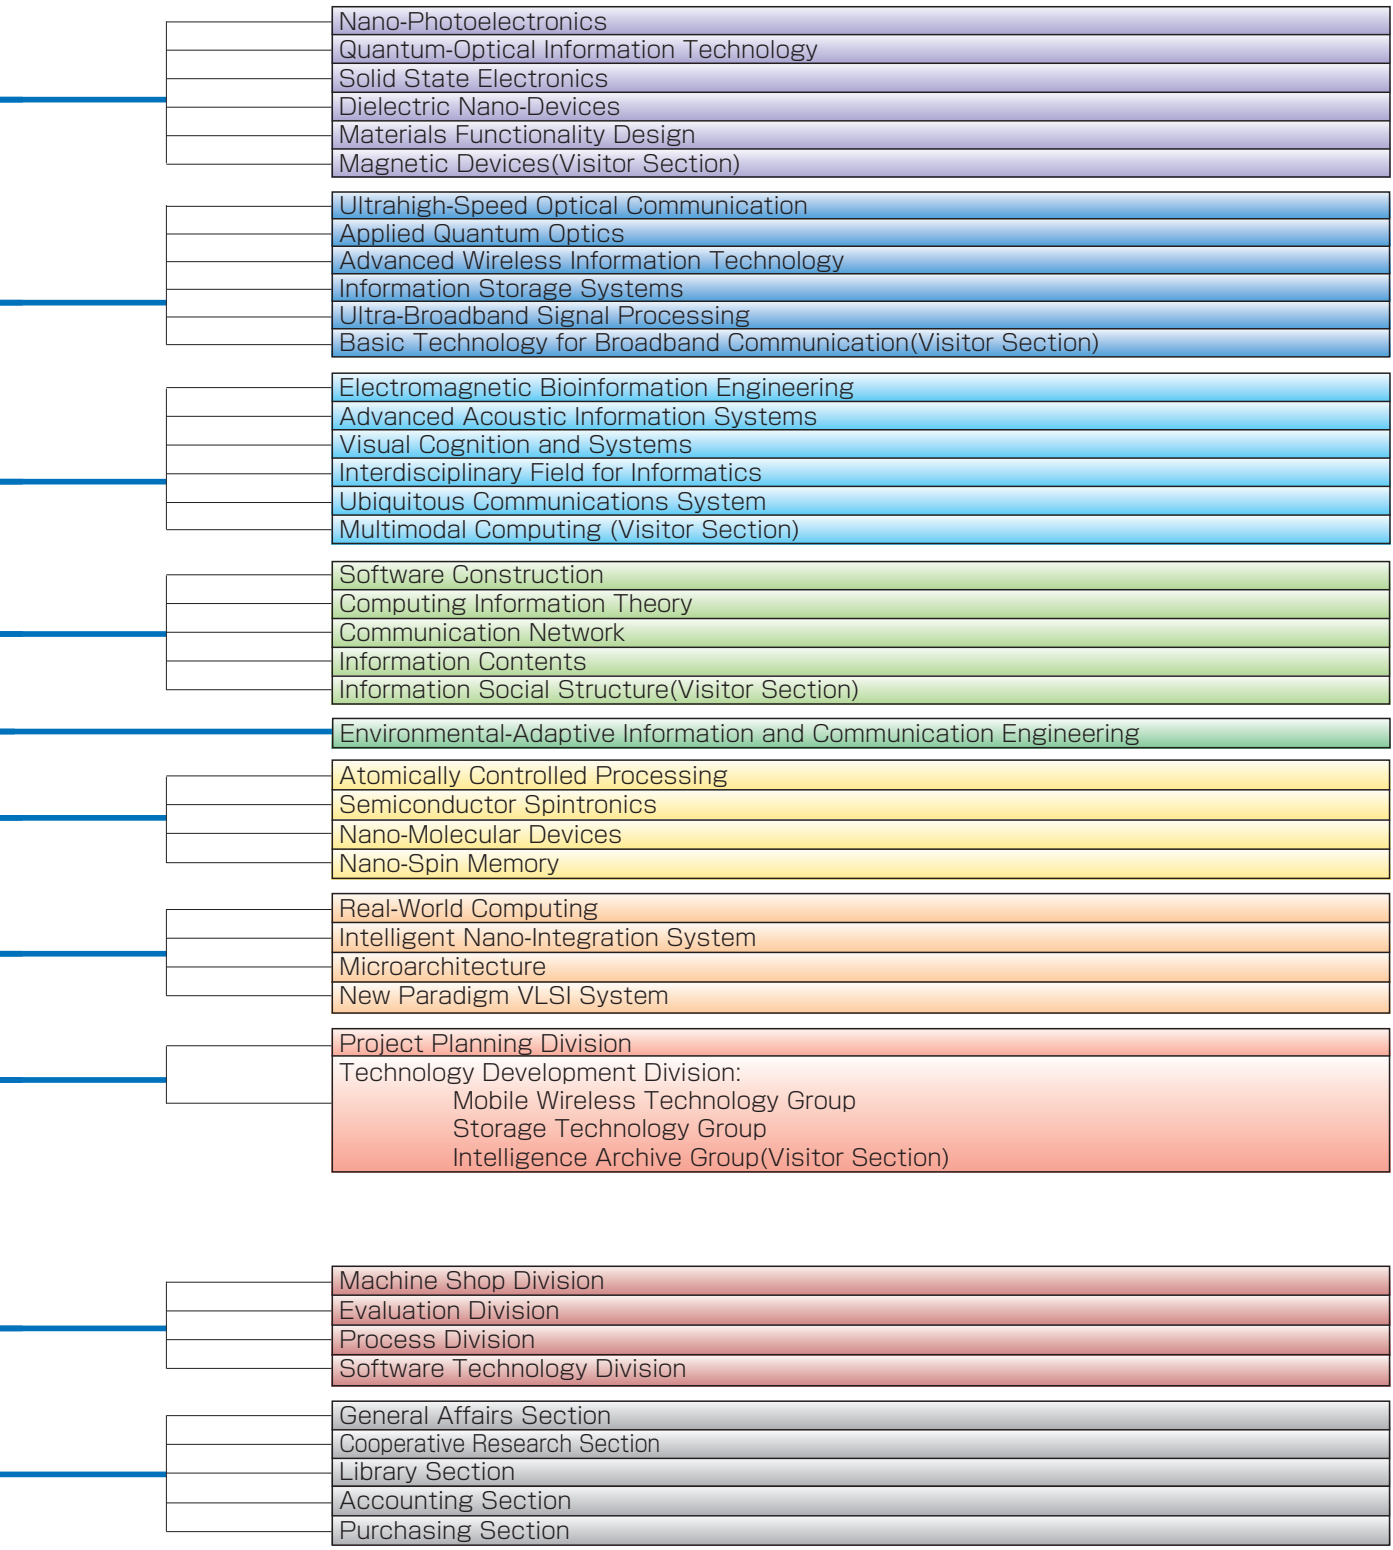 Nano-Photoelectronics
Quantum-Optical Information Technology
Solid State Electronics
Dielectric Nano-Devices
Materials Functionality Design
Magnetic Devices(Visitor Section)
Ultrahigh-Speed Optical Communication
Applied Quantum Optics
Advanced Wireless Information Technology
Information Storage Systems
Ultra-Broadband Signal Processing
Basic Technology for Broadband Communication(Visitor Section)
Electromagnetic Bioinformation Engineering
Advanced Acoustic Information Systems
Visual Cognition and Systems
Interdisciplinary Field for Informatics
Ubiquitous Communications System
Multimodal Computing (Visitor Section)
Software Construction
Computing Information Theory
Communication Network
Information Contents
Information Social Structure(Visitor Section)
Environmental-Adaptive Information and Communication Engineering
Atomically Controlled Processing
Semiconductor Spintronics
Nano-Molecular Devices
Nano-Spin Memory
Real-World Computing
Intelligent Nano-Integration System
Microarchitecture
New Paradigm VLSI System
Project Planning Division
Technology Development Division:
Mobile Wireless Technology Group
Storage Technology Group
Intelligence Archive Group(Visitor Section)
Machine Shop Division
Evaluation Division
Process Division
Software Technology Division
General Affairs Section
Cooperative Research Section
Library Section
Accounting Section
Purchasing Section